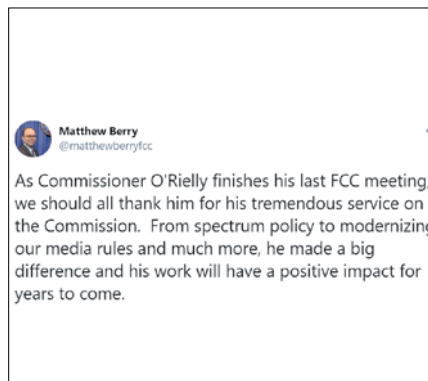 Matthew Berry
@matthewberryfcc
As Commissioner O'Rielly finishes his last FCC meeting,
we should all thank him for his tremendous service on
the Commission. From spectrum policy to modernizing
our media rules and much more, he made a big
difference and his work will have a positive impact for
years to come.